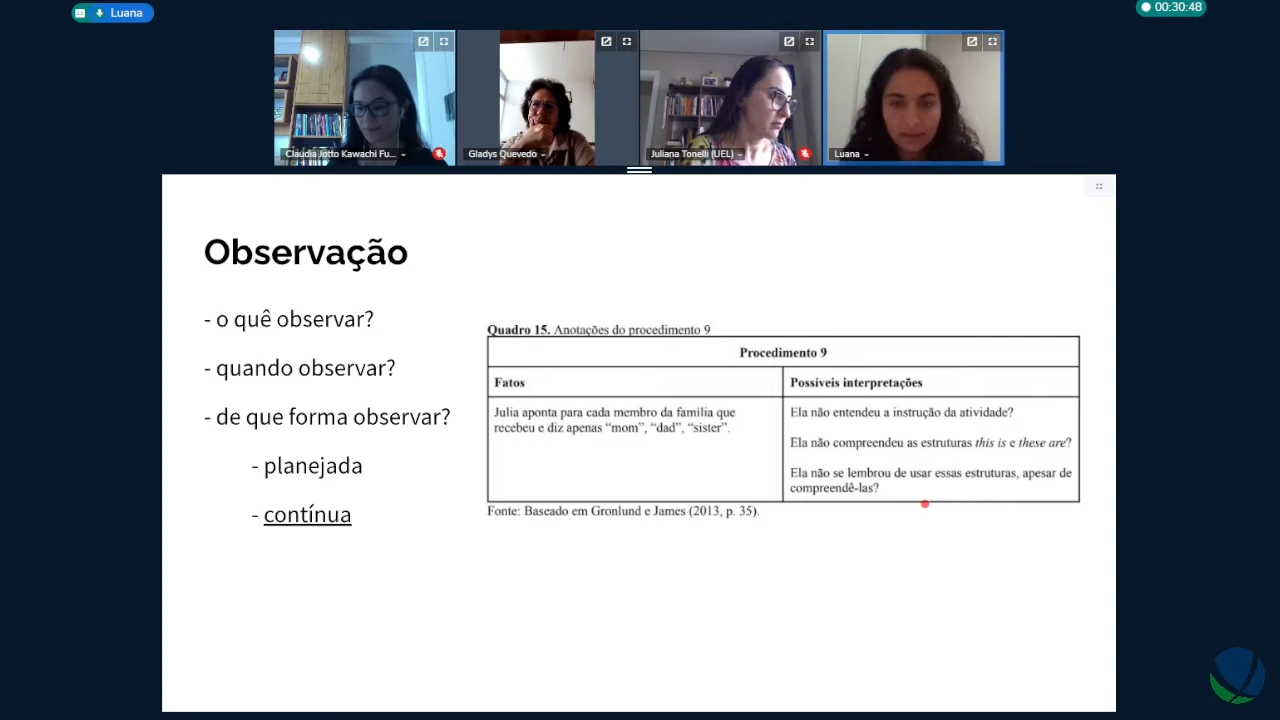 Luana
00:30:48
Claudia Jotto Kawachi Fu...
Gladys Quevedo
Juliana Tonelli (UEL)
Luana
Observação
- o quê observar?
- quando observar?
- de que forma observar?
- planejada
- contínua
Quadro 15. Anotações do procedimento 9
Procedimento 9
Fatos
Possíveis interpretações
Julia aponta para cada membro da família que
recebeu e diz apenas “mom”, “dad”, “sister”.
Ela não entendeu a instrução da atividade?
Ela não compreendeu as estruturas this is e these are?
Ela não se lembrou de usar essas estruturas, apesar de
compreendê-las?
Fonte: Baseado em Gronlund e James (2013, p. 35).